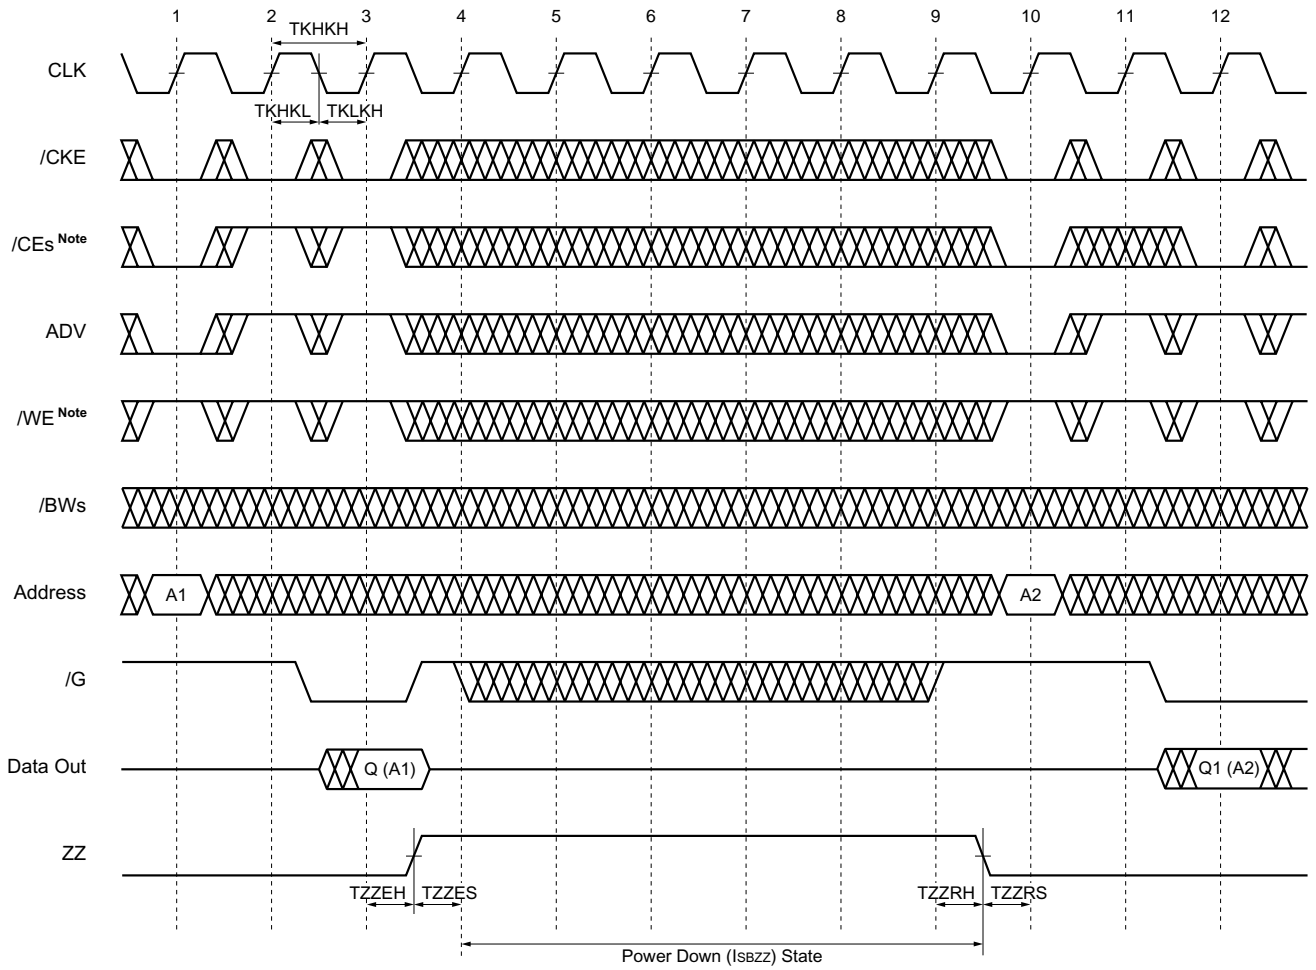 1 2 3 4 5 6 7 8 9 10 11 12
TKHKH
CLK
TKHKL TKLKH
/CKE
/CEs Note
ADV
/WE Note
/BWs
Address A1 A2
/G
Data Out Q (A1) Q1 (A2)
ZZ
TZZEH TZZES TZZRH TZZRS
Power Down (ISBZZ) State